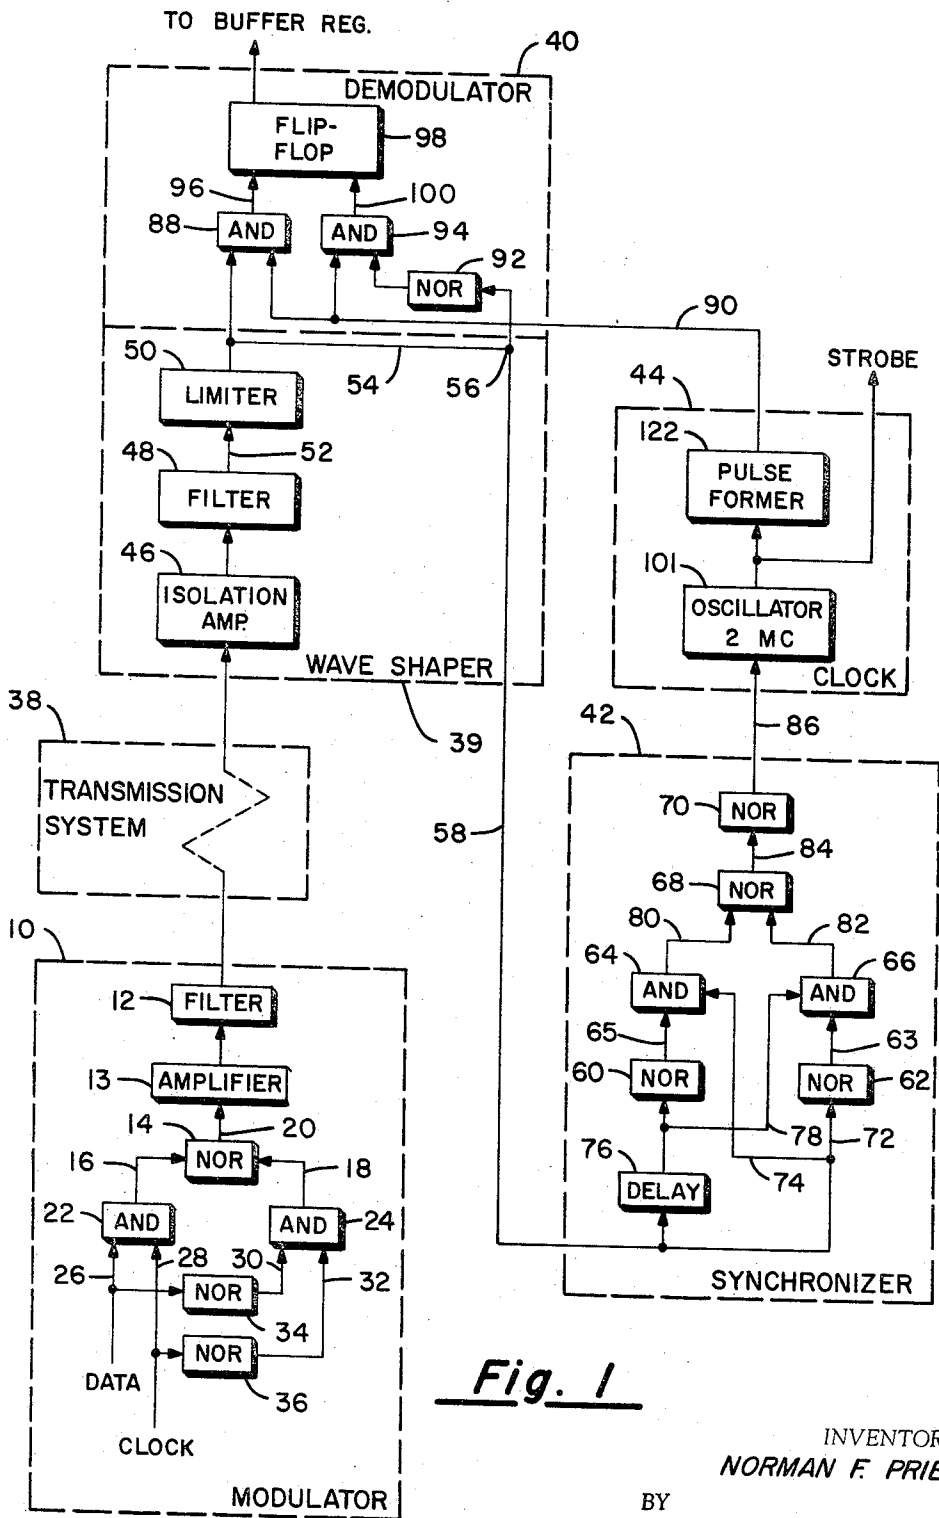 TO BUFFER REG.
40
DEMODULATOR
FLIP-
FLOP
98
96
100
88
AND
AND
94
92
NOR
90
50
54
56
STROBE
LIMITER
44
52
122
48
PULSE
FORMER
FILTER
46
101
ISOLATION
AMP.
OSCILLATOR
2 MC
WAVE SHAPER
CLOCK
38
39
42
86
TRANSMISSION
SYSTEM
70
NOR
58
84
68
NOR
10
80
82
64
66
12
FILTER
AND
AND
65
63
13
AMPLIFIER
60
NOR
NOR
62
14
20
16
NOR
18
76
78
72
74
22
AND
AND
24
DELAY
26
28
30
32
NOR
34
SYNCHRONIZER
NOR
DATA
36
Fig. 1
CLOCK
INVENTOR
NORMAN F. PRIE
BY
MODULATOR